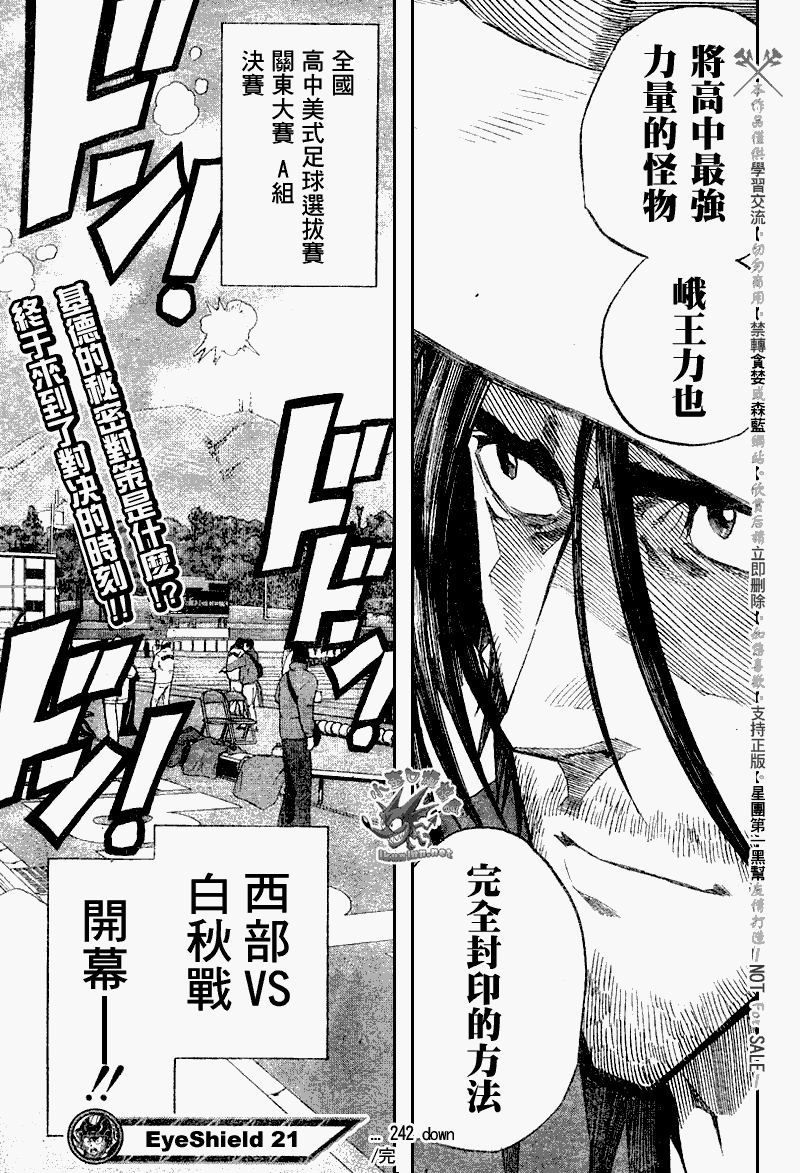 將高中最強
力量的怪物
峨王力也
完全封印的方法
全國
高中美式足球選拔賽
關東大賽 A組
決賽
ドドン!
基德的秘密對策是什麼!?
終于來到了對決的時刻!!!
ドドン!
西部VS
白秋戰
開幕—!!
EyeShield 21
... 242 down
/完
本作品僅供學習交流。切勿商用。禁轉貪婪或森藍網站。欣賞后請立即刪除。如您喜歡。支持正版。星團第一黑幫友情打造//NOT For SALE
ikanman.net